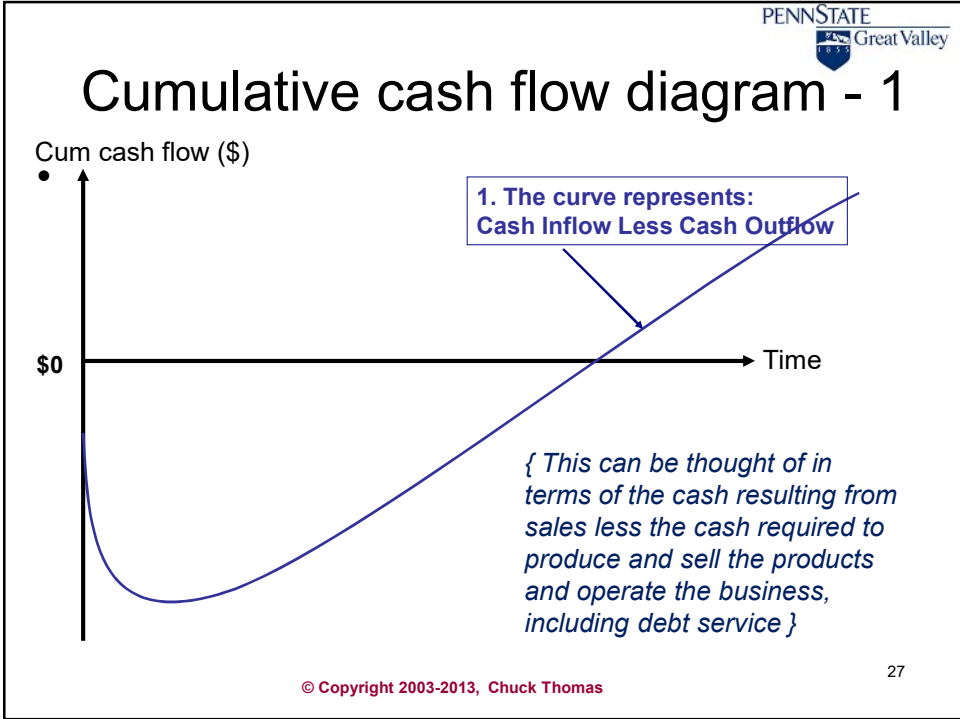 PENNSTATE
Great Valley
1855
Cumulative cash flow diagram - 1
Cum cash flow ($)
•
1. The curve represents:
Cash Inflow Less Cash Outflow
$0
Time
{ This can be thought of in
terms of the cash resulting from
sales less the cash required to
produce and sell the products
and operate the business,
including debt service }
27
© Copyright 2003-2013, Chuck Thomas